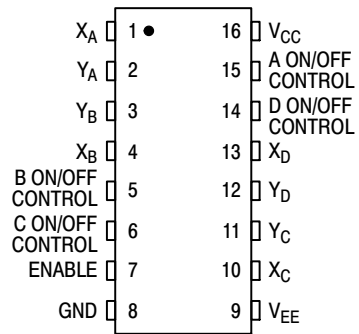 X_A 1 16 V_CC
Y_A 2 15 A ON/OFF CONTROL
Y_B 3 14 D ON/OFF CONTROL
X_B 4 13 X_D
B ON/OFF CONTROL 5 12 Y_D
C ON/OFF CONTROL 6 11 Y_C
ENABLE 7 10 X_C
GND 8 9 V_EE